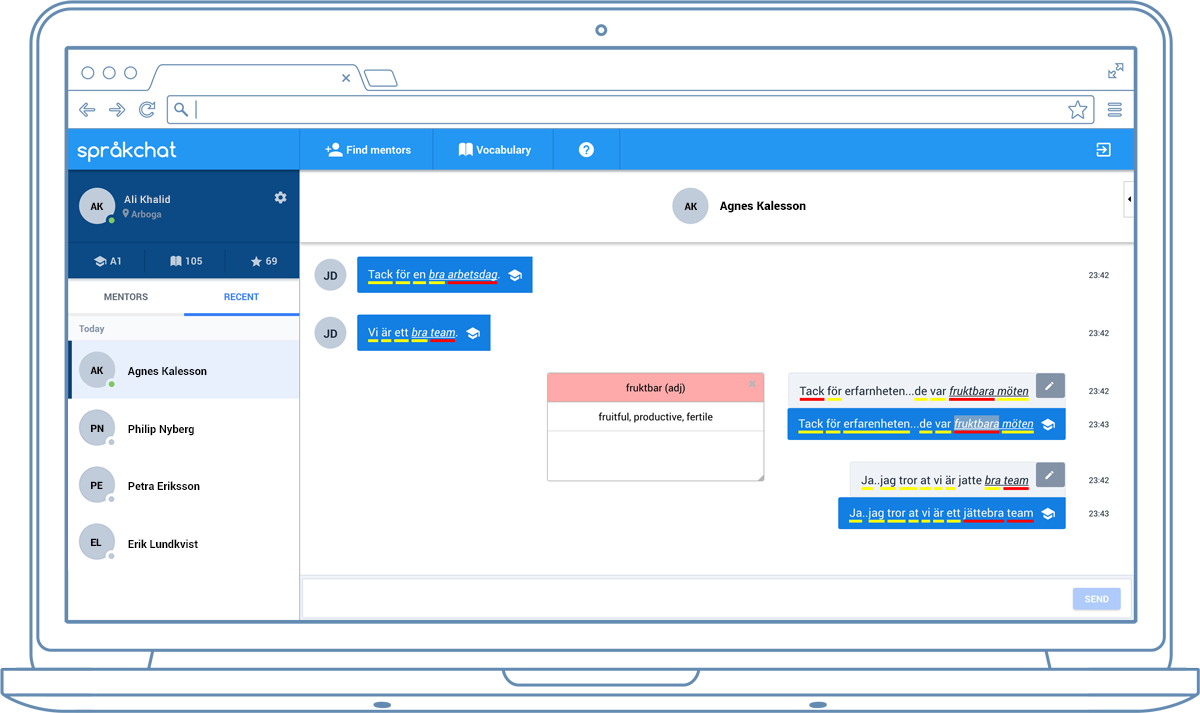 språkchat
Find mentors
Vocabulary
?
AK
Ali Khalid
Arboga
A1
105
69
MENTORS
RECENT
Today
AK
Agnes Kalesson
PN
Philip Nyberg
PE
Petra Eriksson
EL
Erik Lundkvist
AK
Agnes Kalesson
JD
Tack för en bra arbetsdag.
23:42
JD
Vi är ett bra team.
23:42
fruktbar (adj)
fruitful, productive, fertile
Tack för erfarnheten...de var fruktbara möten
23:42
Tack för erfarenheten...de var fruktbara möten
23:43
Ja..jag tror at vi är jatte bra team
23:42
Ja..jag tror at vi är ett jättebra team
23:43
SEND